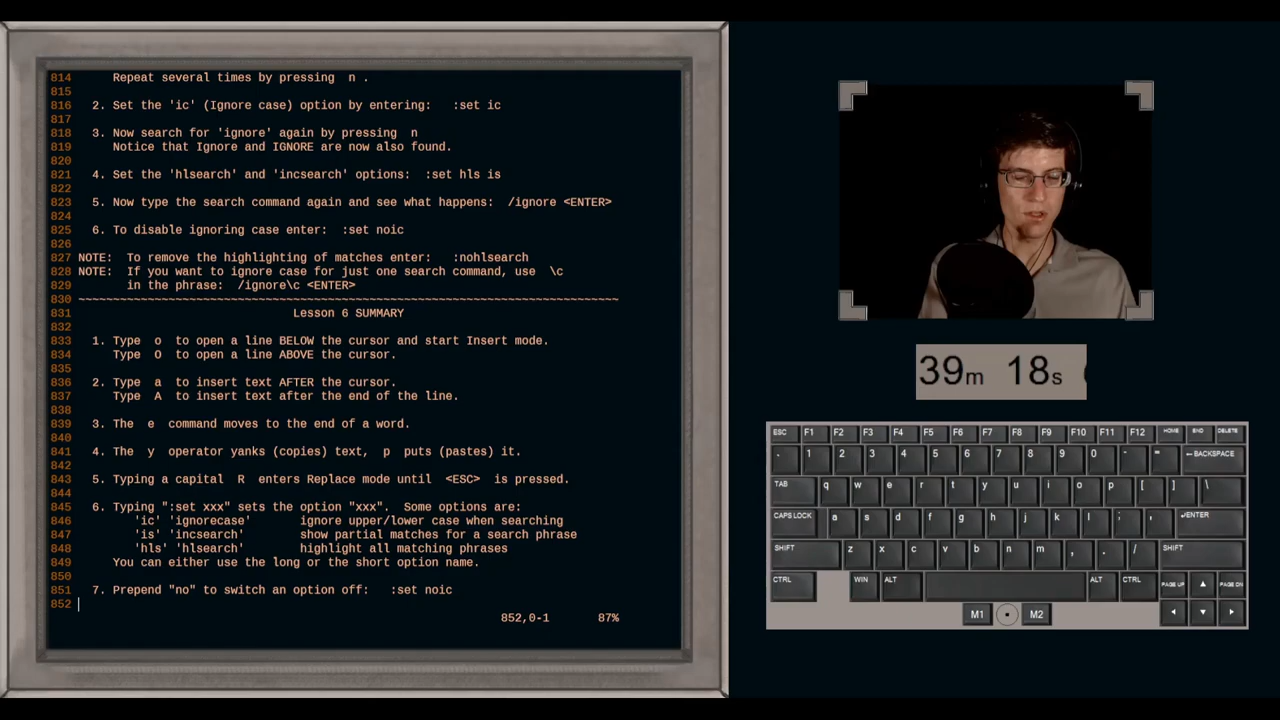 814      Repeat several times by pressing  n .
815
816   2. Set the 'ic' (Ignore case) option by entering:   :set ic
817
818   3. Now search for 'ignore' again by pressing  n
819      Notice that Ignore and IGNORE are now also found.
820
821   4. Set the 'hlsearch' and 'incsearch' options:  :set hls is
822
823   5. Now type the search command again and see what happens:  /ignore <ENTER>
824
825   6. To disable ignoring case enter:  :set noic
826
827 NOTE:  To remove the highlighting of matches enter:   :nohlsearch
828 NOTE:  If you want to ignore case for just one search command, use  \c
829        in the phrase:  /ignore\c <ENTER>
830 ~~~~~~~~~~~~~~~~~~~~~~~~~~~~~~~~~~~~~~~~~~~~~~~~~~~~~~~~~~~~~~~~~~~~~~~~~~~~~~
831                                Lesson 6 SUMMARY
832
833   1. Type  o  to open a line BELOW the cursor and start Insert mode.
834      Type  O  to open a line ABOVE the cursor.
835
836   2. Type  a  to insert text AFTER the cursor.
837      Type  A  to insert text after the end of the line.
838
839   3. The  e  command moves to the end of a word.
840
841   4. The  y  operator yanks (copies) text,  p  puts (pastes) it.
842
843   5. Typing a capital  R  enters Replace mode until  <ESC>  is pressed.
844
845   6. Typing ":set xxx" sets the option "xxx".  Some options are:
846         'ic' 'ignorecase'       ignore upper/lower case when searching
847         'is' 'incsearch'        show partial matches for a search phrase
848         'hls' 'hlsearch'        highlight all matching phrases
849      You can either use the long or the short option name.
850
851   7. Prepend "no" to switch an option off:   :set noic
852
852,0-1       87%
39m 18s
ESC F1 F2 F3 F4 F5 F6 F7 F8 F9 F10 F11 F12 HOME END DELETE
1 2 3 4 5 6 7 8 9 0 - = ←BACKSPACE
TAB q w e r t y u i o p [ ] \
CAPS LOCK a s d f g h j k l ; , ↵ENTER
SHIFT z x c v b n m , . / SHIFT
CTRL WIN ALT ALT CTRL PAGE UP ▲ PAGE DN
M1 M2 ◄ ▼ ►